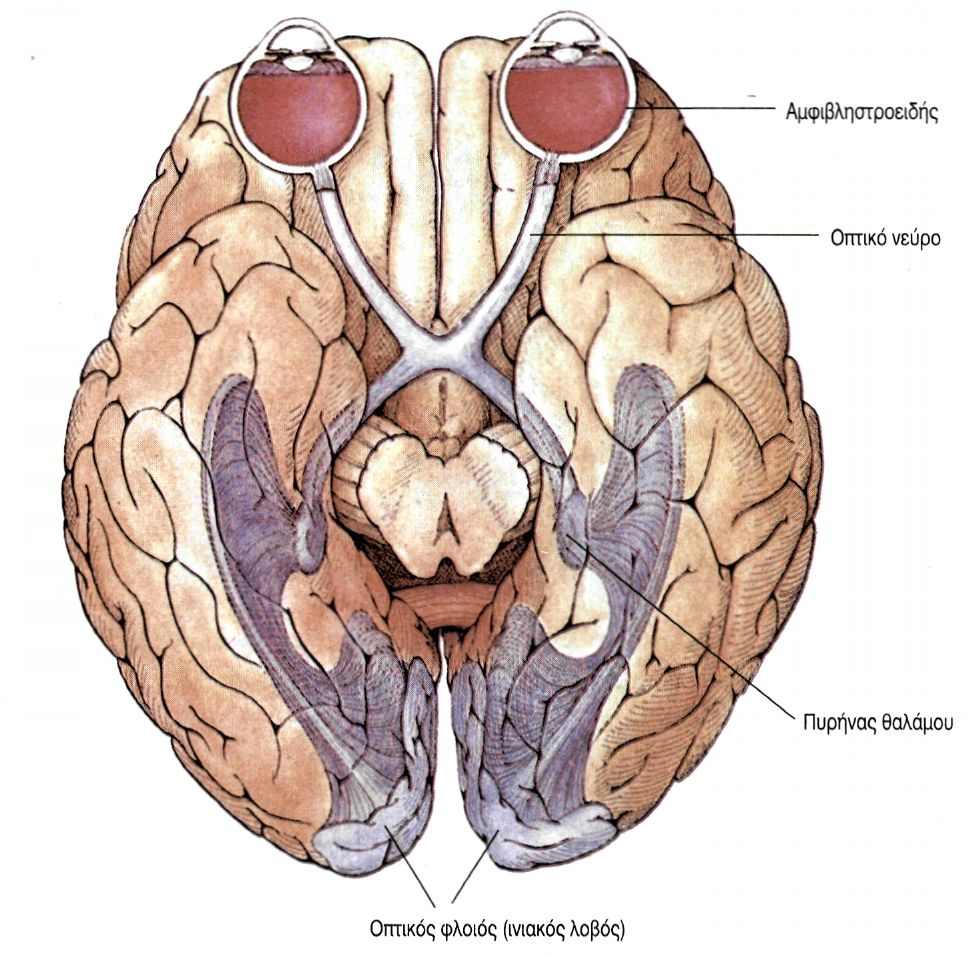 Αμφιβληστροειδής
Οπτικό νεύρο
Πυρήνας θαλάμου
Οπτικός φλοιός (ινιακός λοβός)